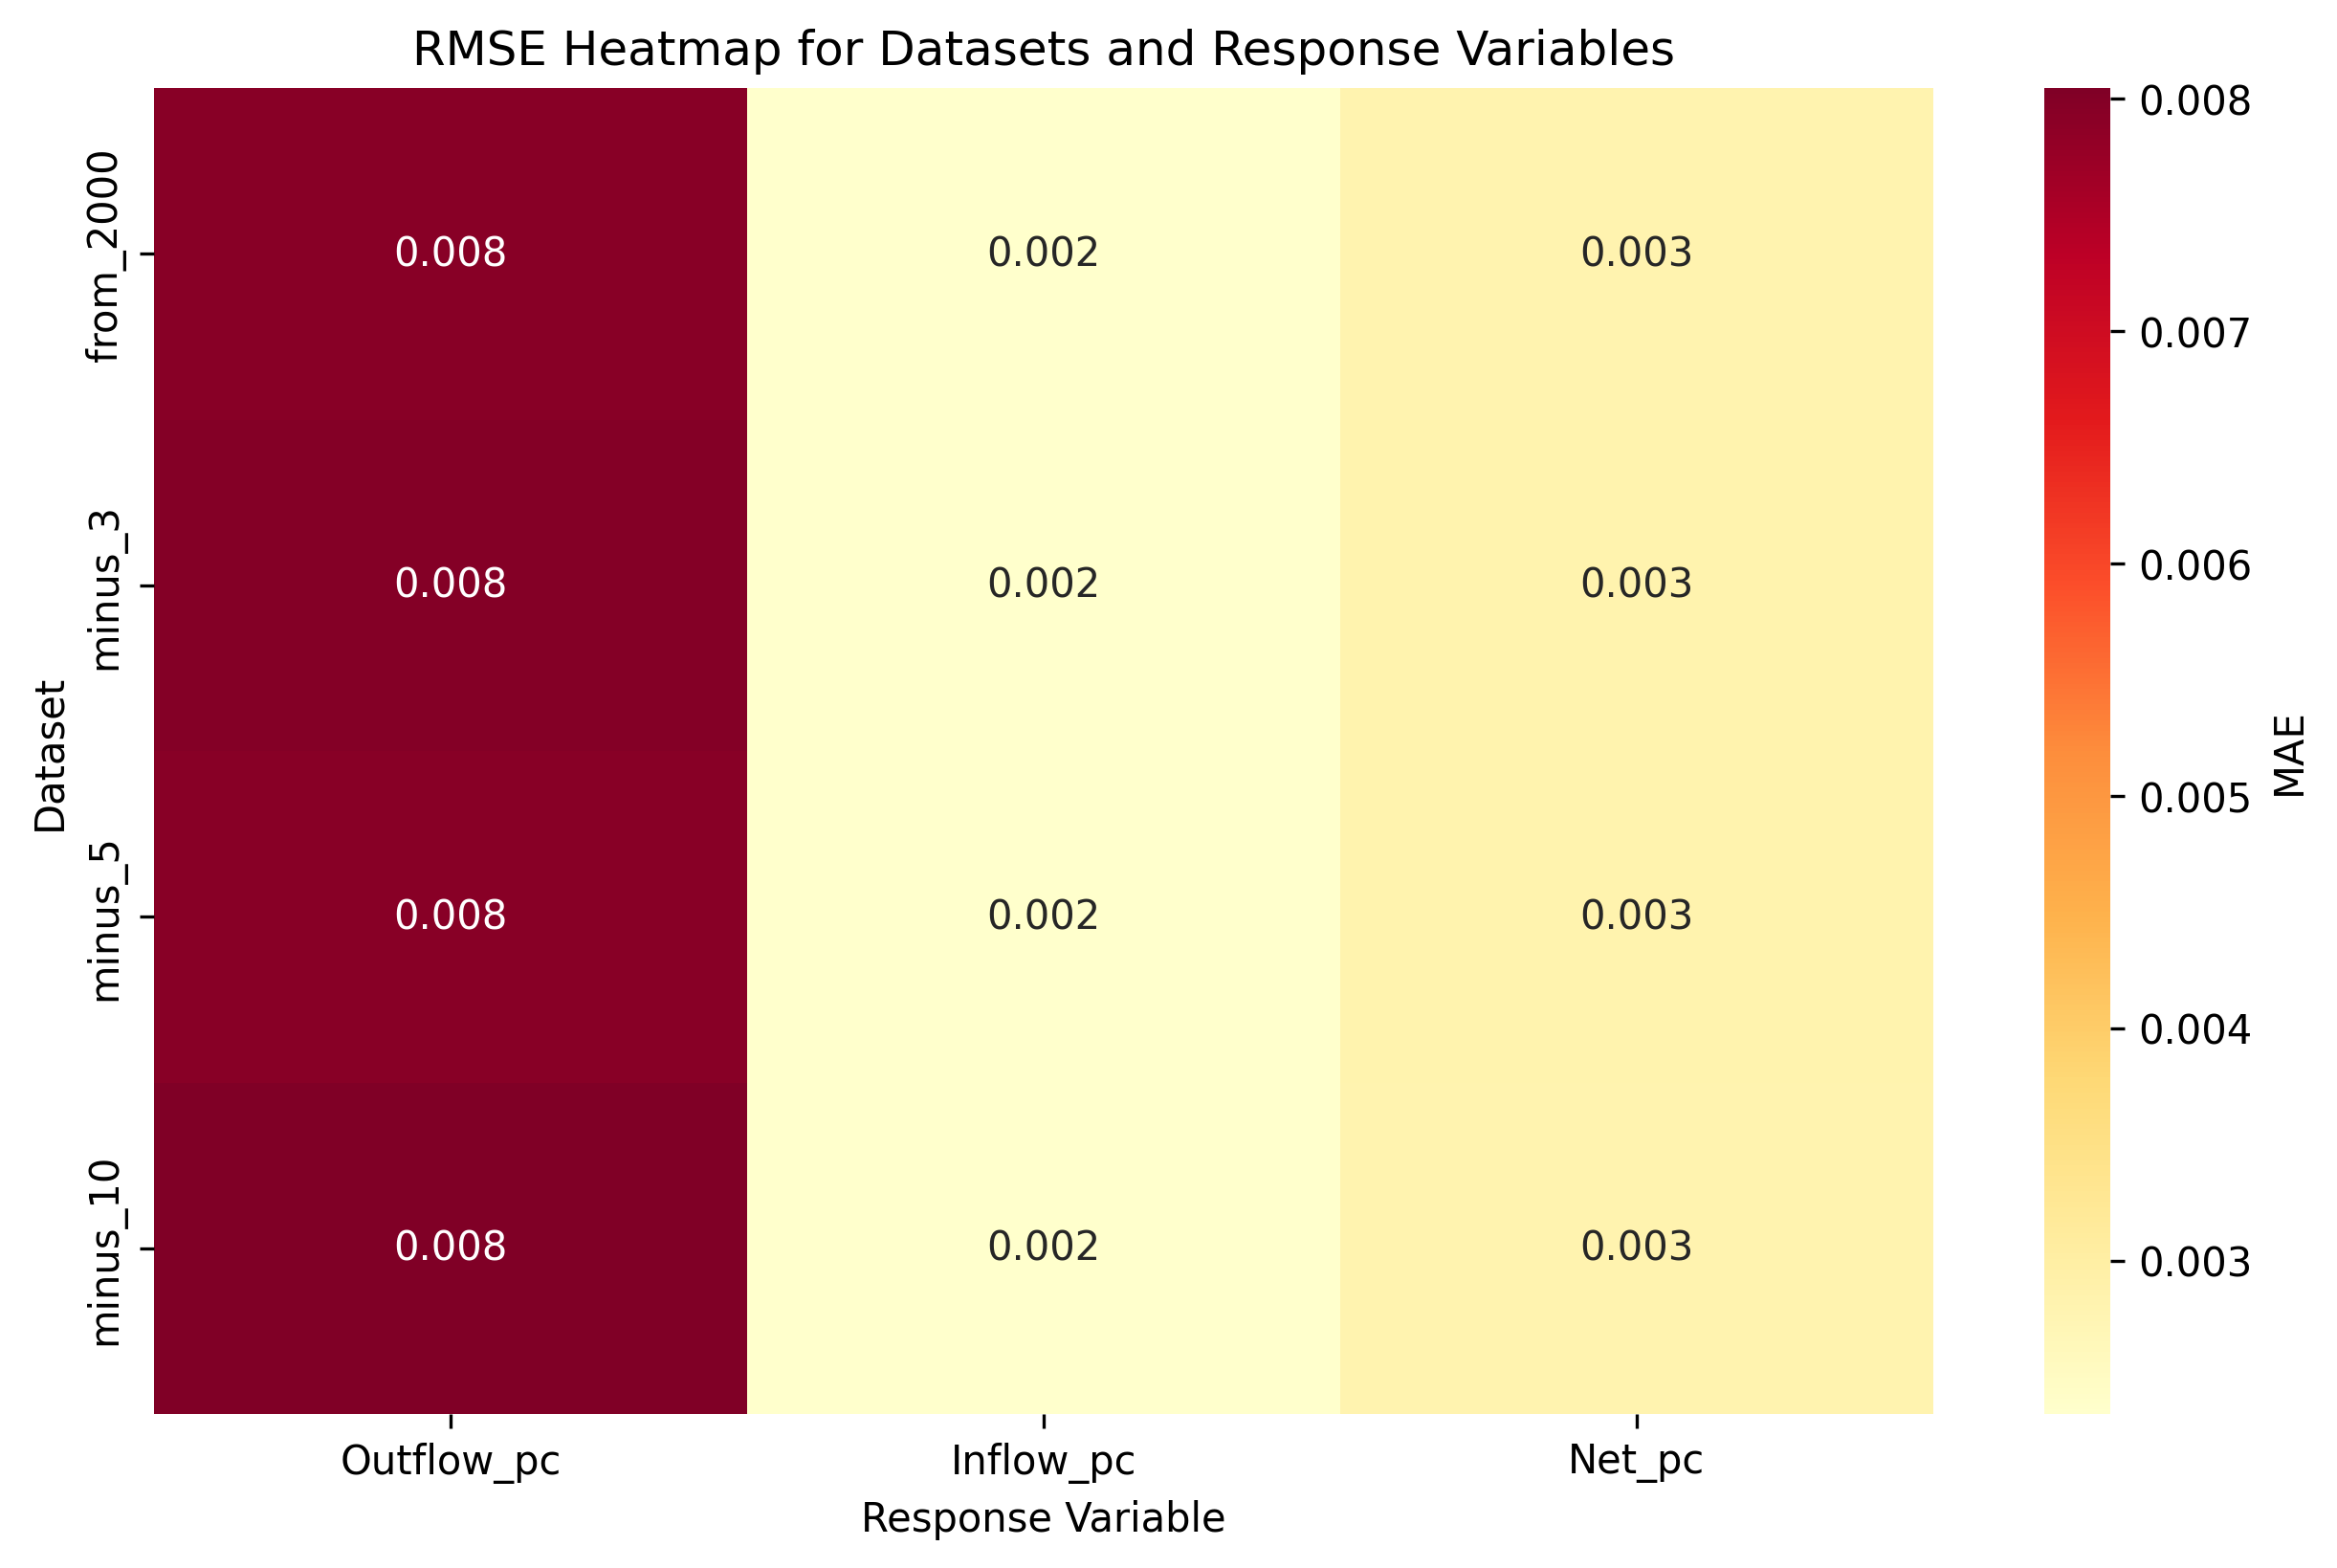 RMSE Heatmap for Datasets and Response Variables
Dataset
from_2000
0.008 0.002 0.003
minus_3
0.008 0.002 0.003
minus_5
0.008 0.002 0.003
minus_10
0.008 0.002 0.003
Outflow_pc Inflow_pc Net_pc
Response Variable
0.008
0.007
0.006
0.005
0.004
0.003
MAE